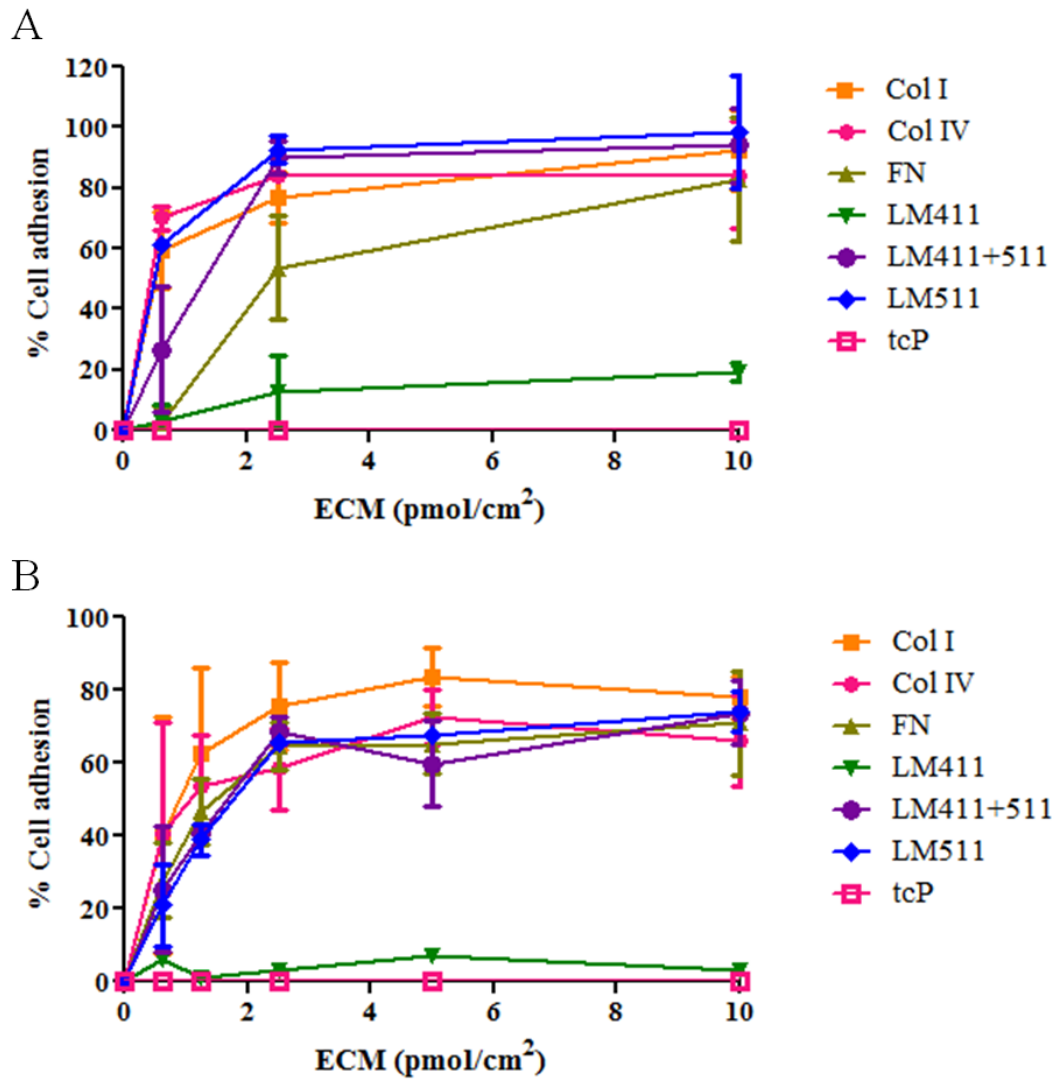 A
120
100
80
60
40
20
0
% Cell adhesion
0 2 4 6 8 10
ECM (pmol/cm²)
Col I
Col IV
FN
LM411
LM411+511
LM511
tcP
B
100
80
60
40
20
0
% Cell adhesion
0 2 4 6 8 10
ECM (pmol/cm²)
Col I
Col IV
FN
LM411
LM411+511
LM511
tcP